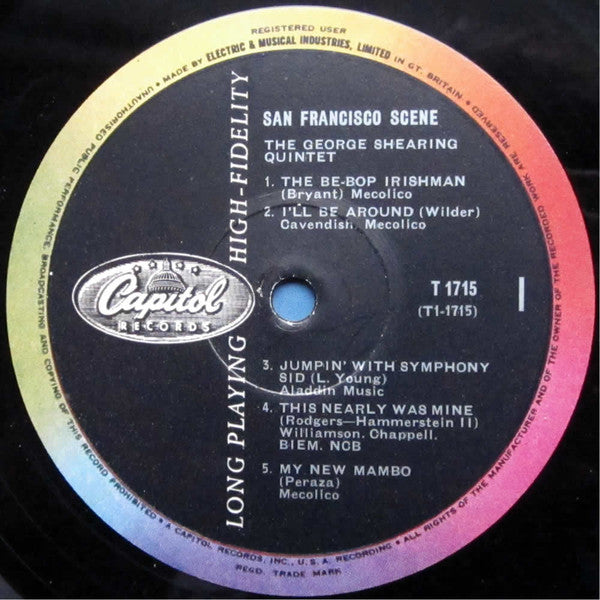 REGISTERED USER
• MADE BY ELECTRIC & MUSICAL INDUSTRIES, LIMITED IN GT. BRITAIN •
ALL RIGHTS OF THE MANUFACTURER AND OF THE OWNER OF THE RECORDED WORK ARE RESERVED
UNAUTHORISED PUBLIC PERFORMANCE, BROADCASTING AND COPYING OF THIS RECORD PROHIBITED •
A CAPITOL RECORDS, INC., U.S.A. RECORDING •
REGD. TRADE MARK
LONG PLAYING HIGH-FIDELITY
Capitol
RECORDS
SAN FRANCISCO SCENE
THE GEORGE SHEARING
QUINTET
1. THE BE-BOP IRISHMAN
(Bryant) Mecolico
2. I'LL BE AROUND (Wilder)
Cavendish. Mecolico
T 1715
(T1-1715)
I
3. JUMPIN' WITH SYMPHONY
SID (L. Young)
Aladdin Music
4. THIS NEARLY WAS MINE
(Rodgers—Hammerstein II)
Williamson. Chappell.
BIEM. NCB
5. MY NEW MAMBO
(Peraza)
Mecolico